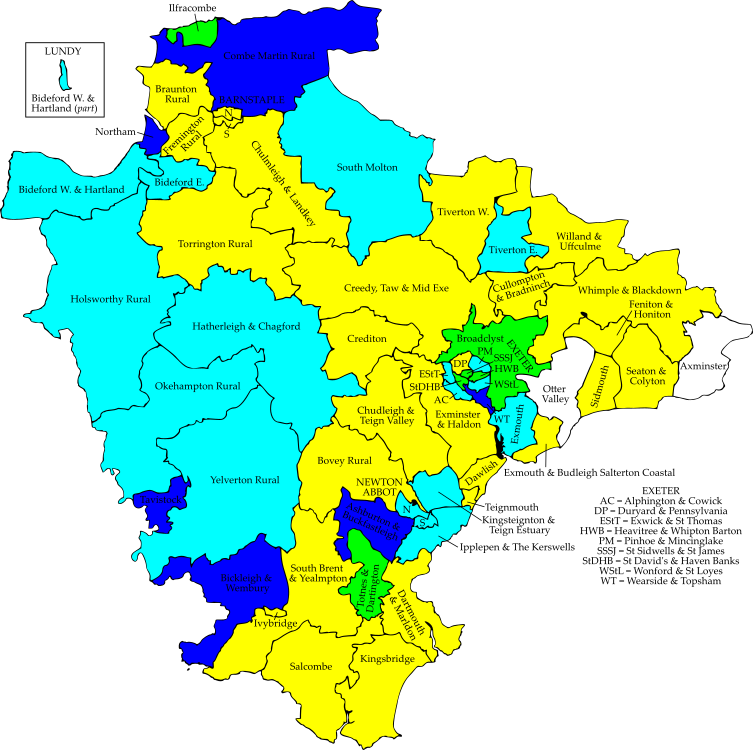 Ilfracombe
LUNDY
Bideford W. &
Hartland (part)
Combe Martin Rural
Braunton
Rural
BARNSTAPLE
N
S
Northam
Fremington
Rural
Chulmleigh & Landkey
South Molton
Bideford W. & Hartland
Bideford E.
Tiverton W.
Tiverton E.
Willand &
Uffculme
Torrington Rural
Creedy, Taw & Mid Exe
Cullompton
& Bradninch
Whimple & Blackdown
Feniton &
Honiton
Holsworthy Rural
Hatherleigh & Chagford
Crediton
Broadclyst
EXETER
PM
SSSJ
DP
HWB
EStT
WStL
StDHB
AC
WT
Okehampton Rural
Otter
Valley
Sidmouth
Seaton &
Colyton
Axminster
Chudleigh &
Teign Valley
Exminster
& Haldon
Exmouth
Bovey Rural
Dawlish
Exmouth & Budleigh Salterton Coastal
Yelverton Rural
NEWTON
ABBOT
N
S
Tavistock
Teignmouth
Kingsteignton &
Teign Estuary
Ashburton &
Buckfastleigh
Ipplepen & The Kerswells
EXETER
AC = Alphington & Cowick
DP = Duryard & Pennsylvania
EStT = Exwick & St Thomas
HWB = Heavitree & Whipton Barton
PM = Pinhoe & Mincinglake
SSSJ = St Sidwells & St James
StDHB = St David's & Haven Banks
WStL = Wonford & St Loyes
WT = Wearside & Topsham
Bickleigh &
Wembury
South Brent
& Yealmpton
Totnes &
Dartington
Dartmouth
& Marldon
Ivybridge
Salcombe
Kingsbridge